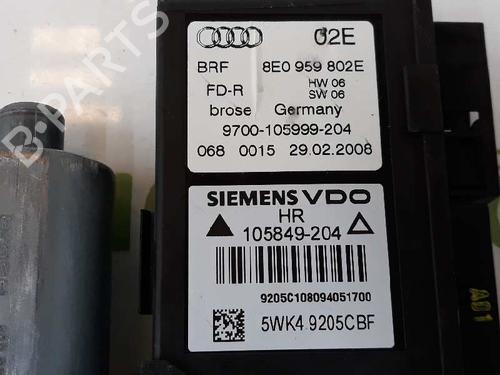 02E
BRF 8E0 959 802E
FD-R HW 06
SW 06
brose Germany
9700-105999-204
068 0015 29.02.2008
SIEMENS VDO
HR
105849-204
9205C108094051700
5WK4 9205CBF
A01
B-PARTS